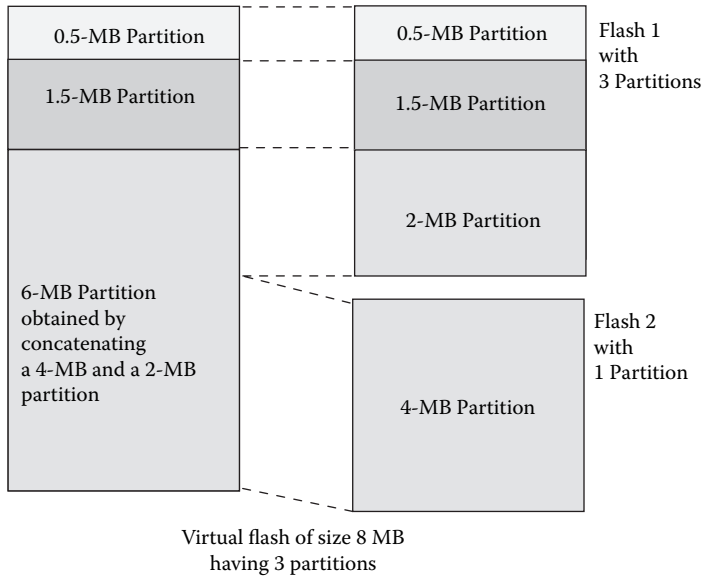 0.5-MB Partition
1.5-MB Partition
6-MB Partition
obtained by
concatenating
a 4-MB and a 2-MB
partition
0.5-MB Partition
1.5-MB Partition
2-MB Partition
Flash 1
with
3 Partitions
4-MB Partition
Flash 2
with
1 Partition
Virtual flash of size 8 MB
having 3 partitions